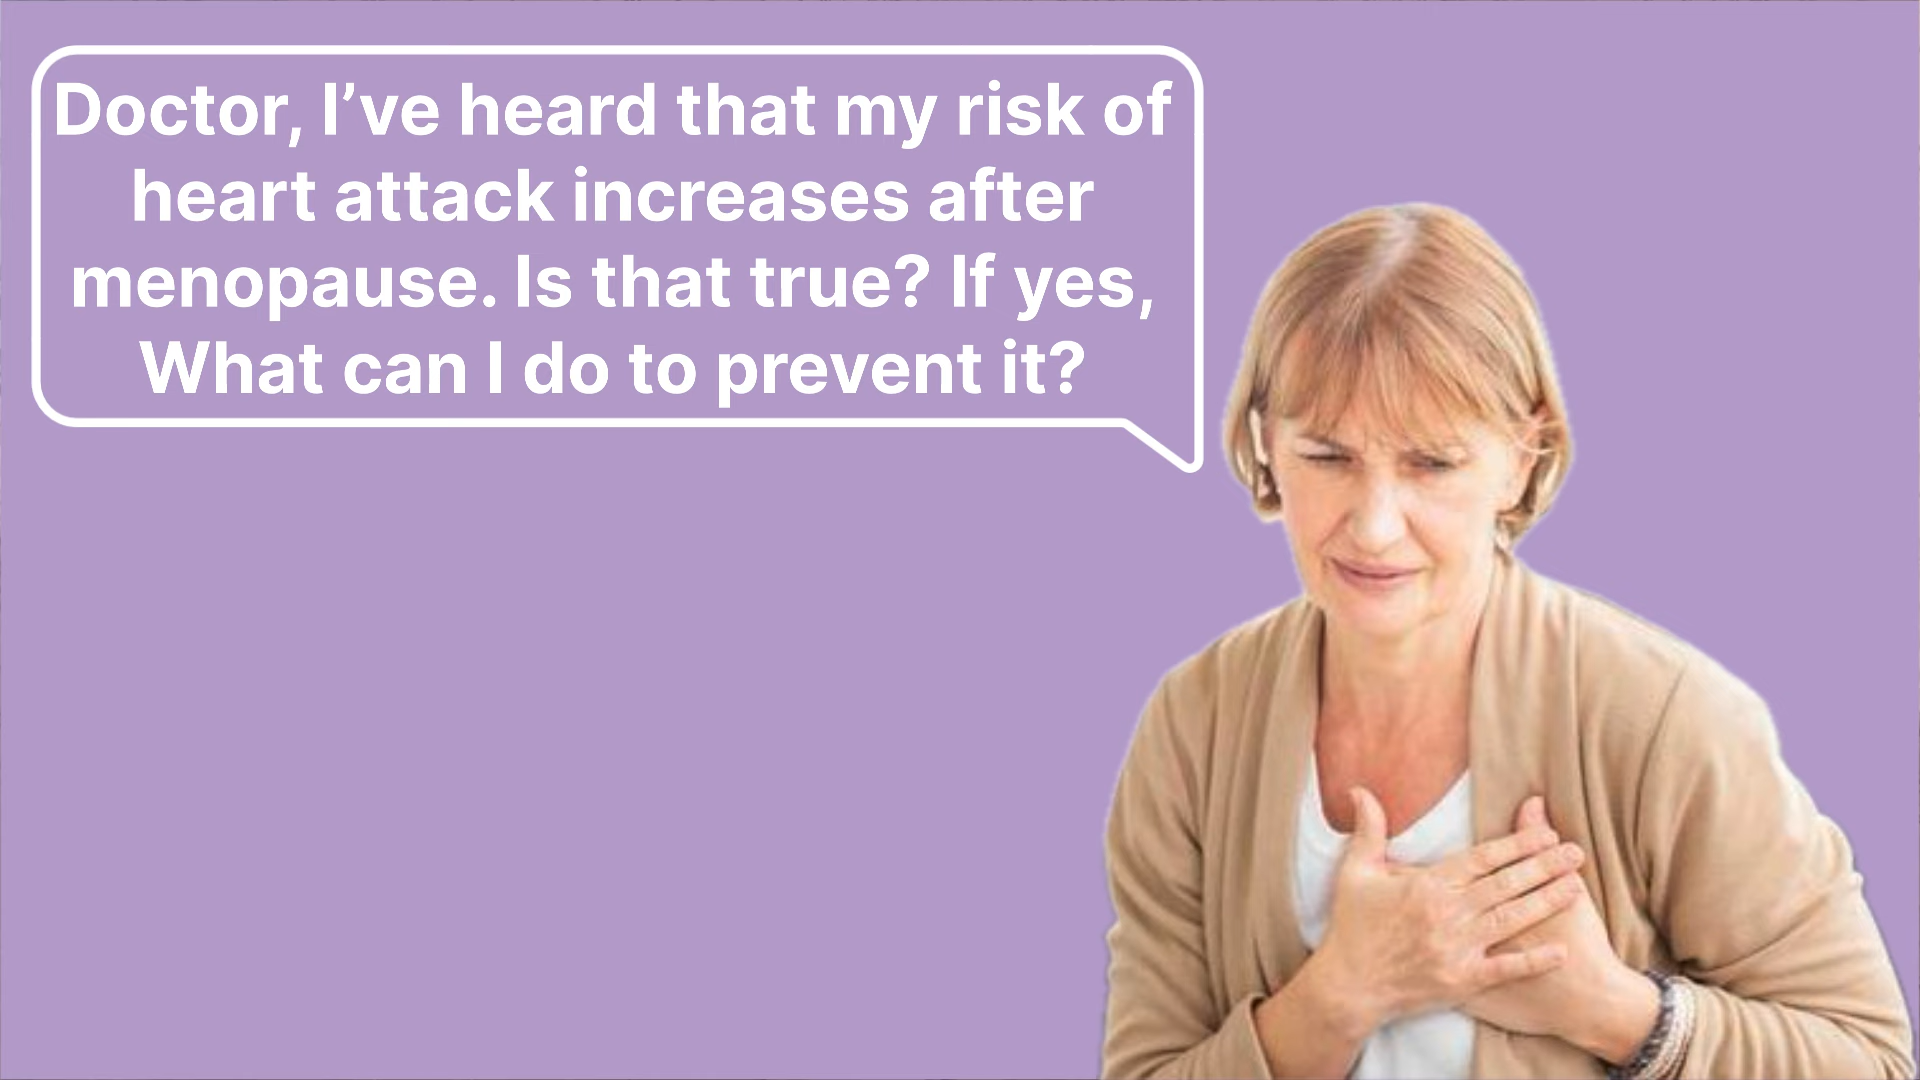 Doctor, I’ve heard that my risk of
heart attack increases after
menopause. Is that true? If yes,
What can I do to prevent it?